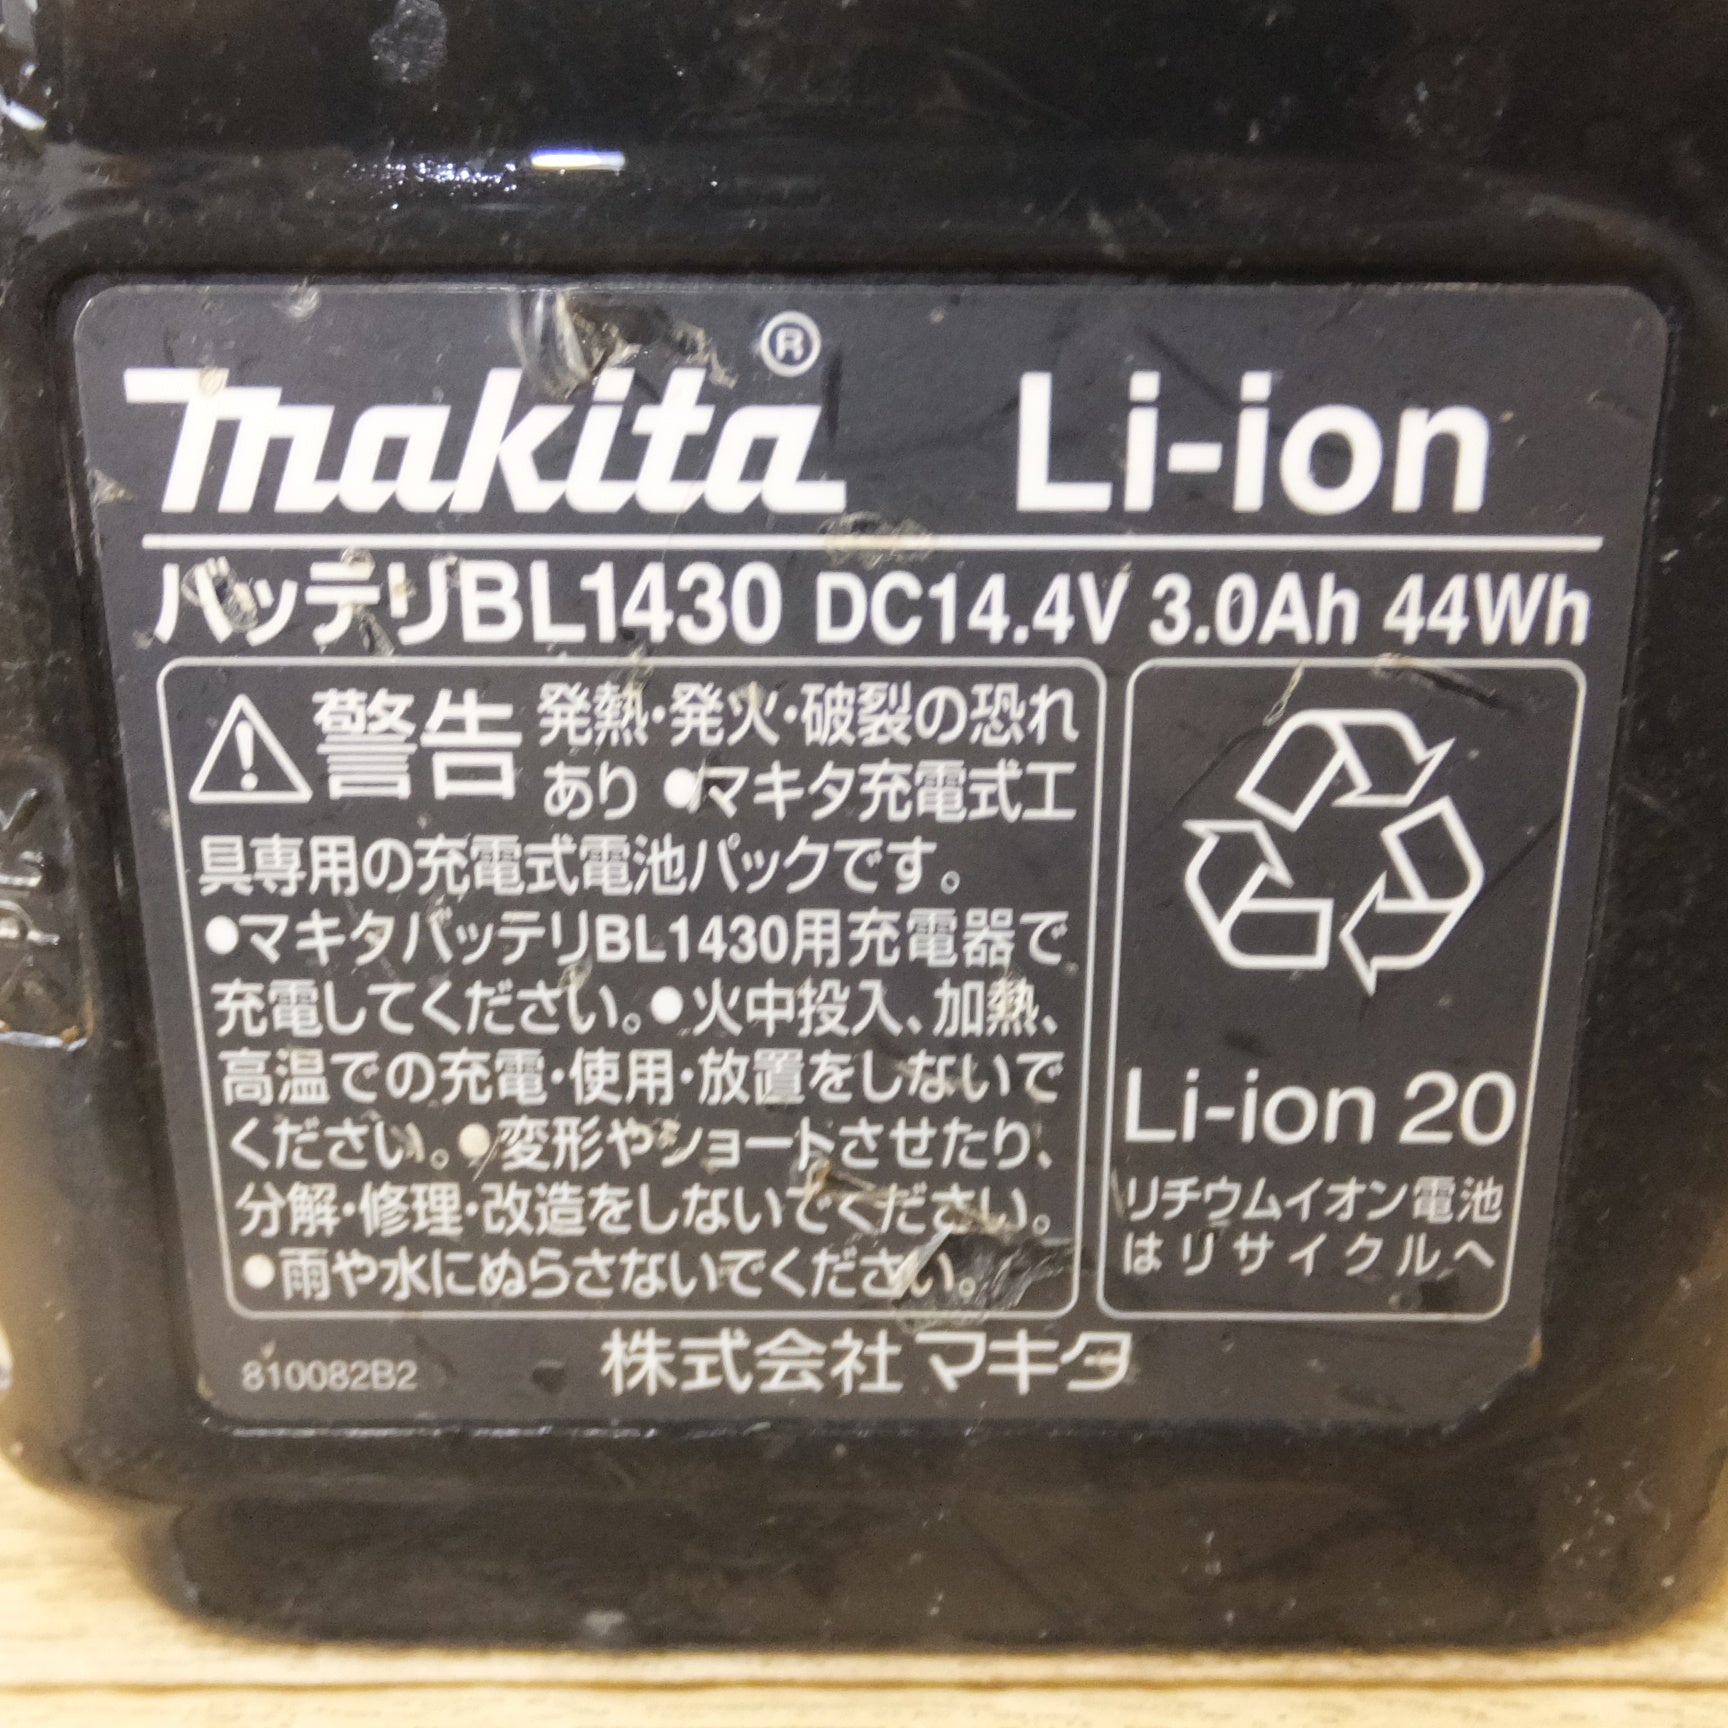 makita® Li-ion
バッテリBL1430 DC14.4V 3.0Ah 44Wh
警告 発熱・発火・破裂の恐れ
あり ●マキタ充電式工
具専用の充電式電池パックです。
●マキタバッテリBL1430用充電器で
充電してください。●火中投入、加熱、
高温での充電・使用・放置をしないで
ください。●変形やショートさせたり、
分解・修理・改造をしないでください。
●雨や水にぬらさないでください。
Li-ion 20
リチウムイオン電池
はリサイクルへ
810082B2 株式会社マキタ